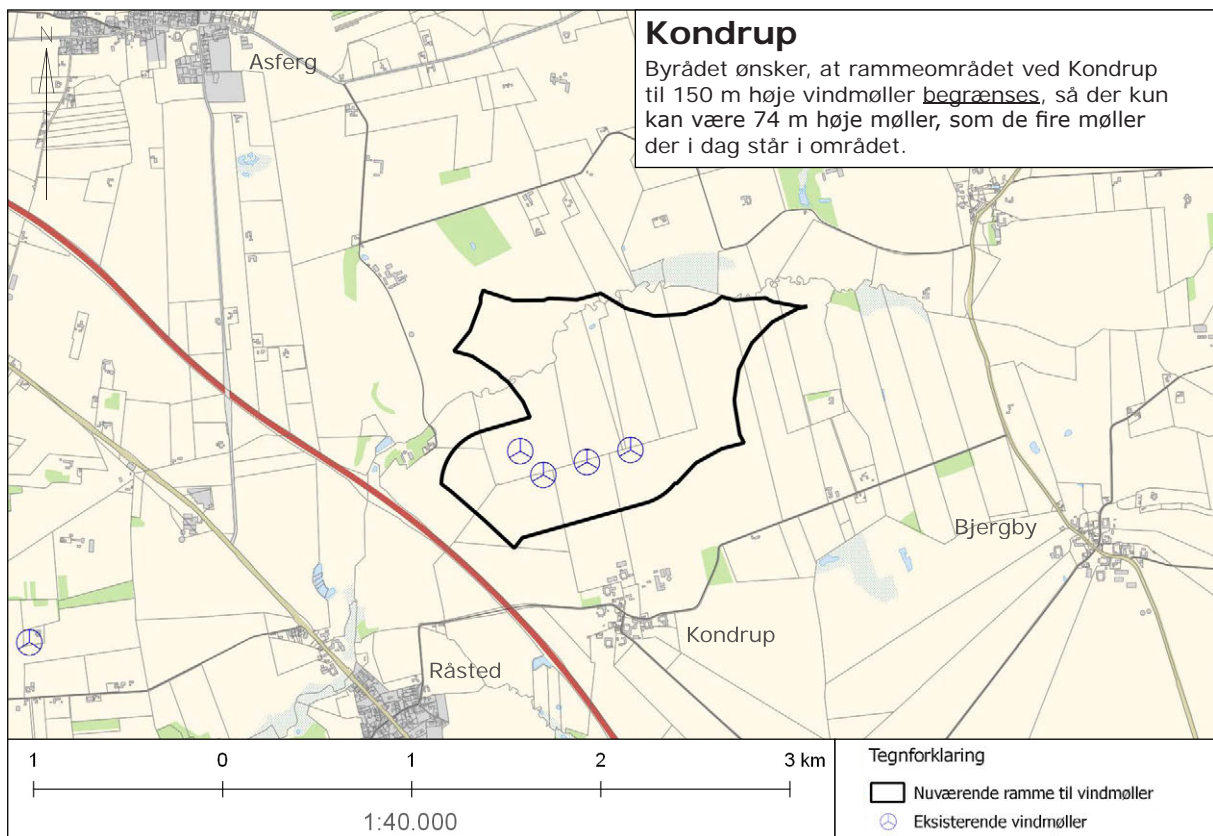 Kondrup
Byrådet ønsker, at rammeområdet ved Kondrup
til 150 m høje vindmøller begrænses, så der kun
kan være 74 m høje møller, som de fire møller
der i dag står i området.
N
Asferg
Bjergby
Kondrup
Råsted
1 0 1 2 3 km
1:40.000
Tegnforklaring
Nuværende ramme til vindmøller
Eksisterende vindmøller